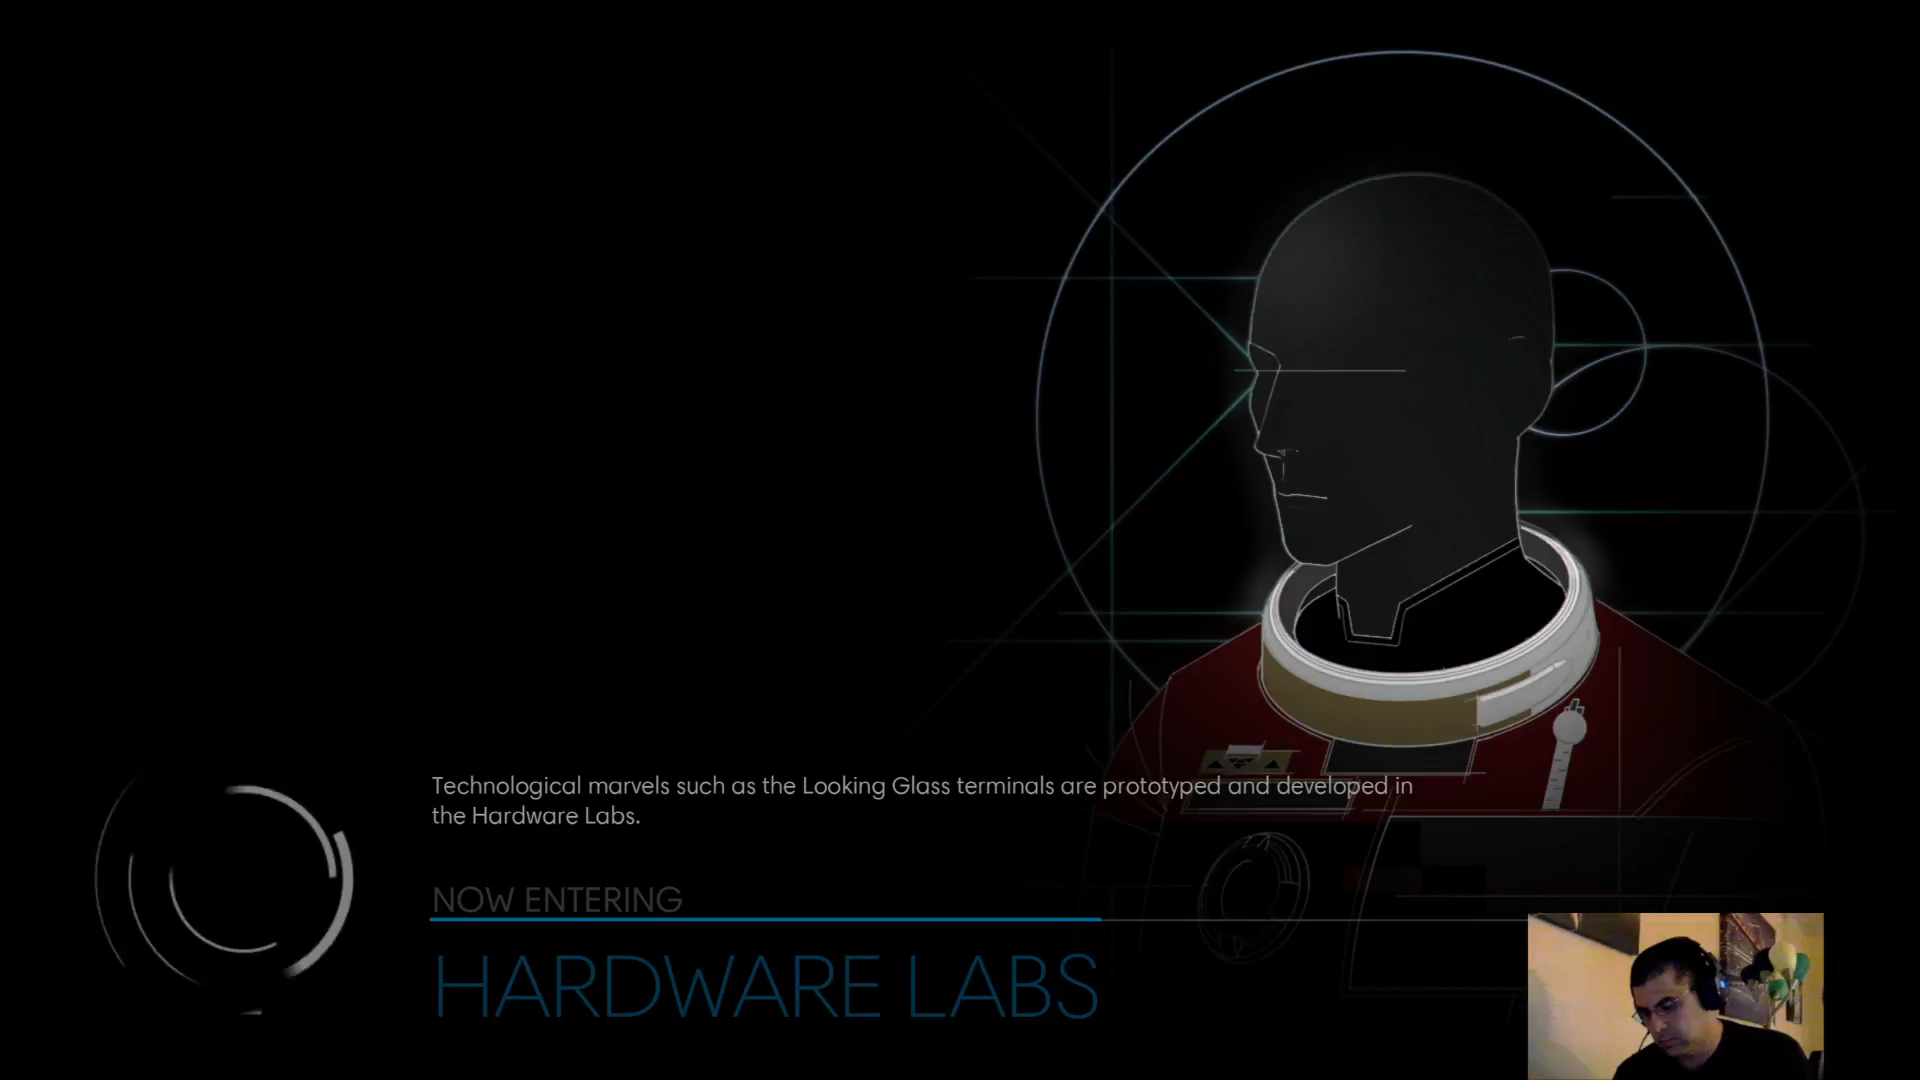 Technological marvels such as the Looking Glass terminals are prototyped and developed in
the Hardware Labs.
NOW ENTERING
HARDWARE LABS